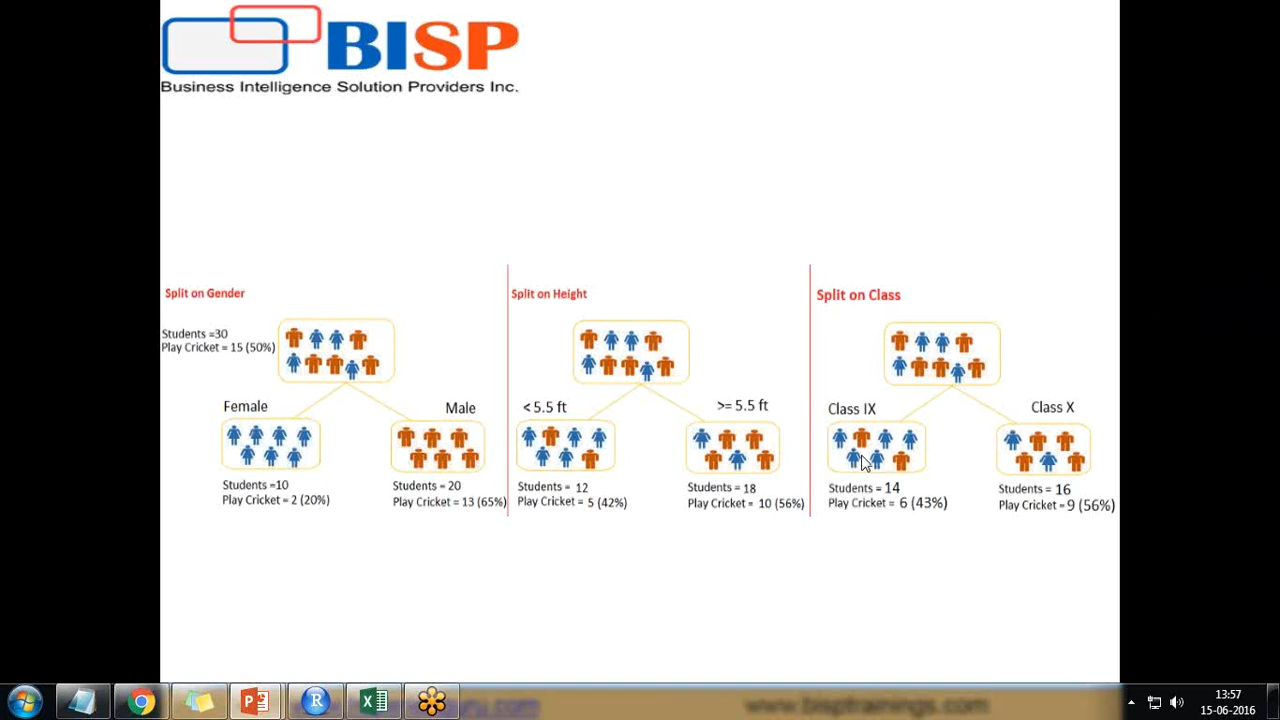 BISP
Business Intelligence Solution Providers Inc.
Split on Gender
Students =30
Play Cricket = 15 (50%)
Female
Male
Students =10
Play Cricket = 2 (20%)
Students = 20
Play Cricket = 13 (65%)
Split on Height
< 5.5 ft
>= 5.5 ft
Students = 12
Play Cricket = 5 (42%)
Students = 18
Play Cricket = 10 (56%)
Split on Class
Class IX
Class X
Students = 14
Play Cricket = 6 (43%)
Students = 16
Play Cricket = 9 (56%)
www.bisptrainings.com
13:57
15-06-2016